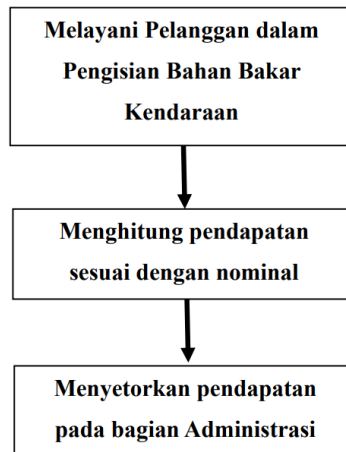 Melayani Pelanggan dalam
Pengisian Bahan Bakar
Kendaraan
Menghitung pendapatan
sesuai dengan nominal
Menyetorkan pendapatan
pada bagian Administrasi